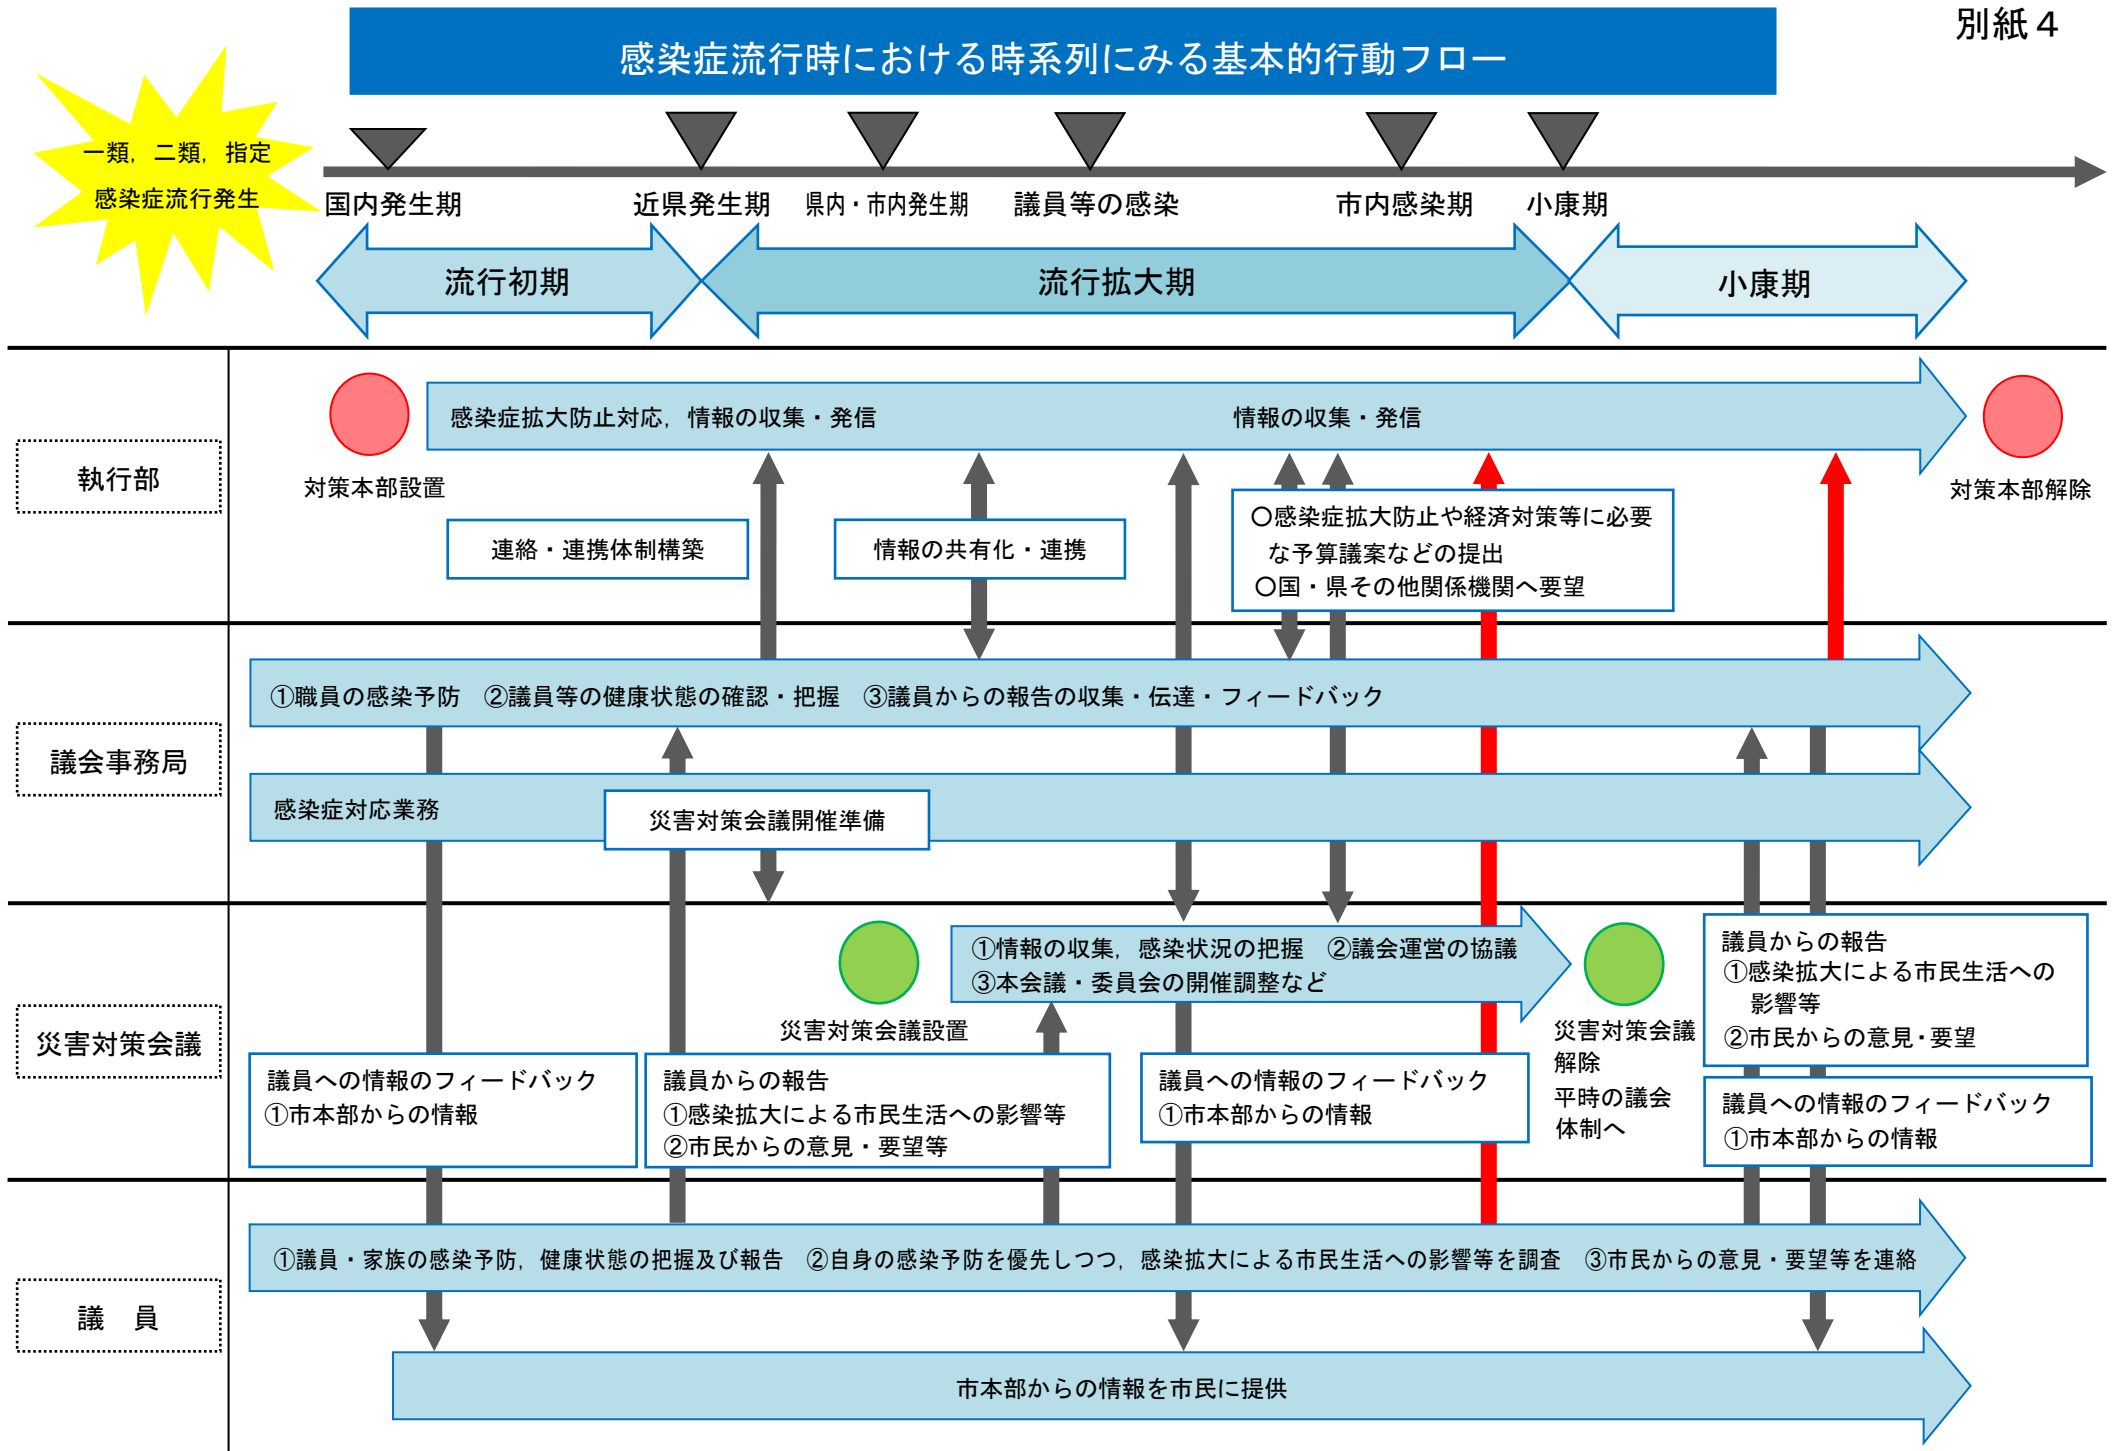 別紙４
感染症流行時における時系列にみる基本的行動フロー
一類，二類，指定
感染症流行発生
国内発生期
近県発生期
県内・市内発生期
議員等の感染
市内感染期
小康期
流行初期
流行拡大期
小康期
執行部
対策本部設置
感染症拡大防止対応，情報の収集・発信
情報の収集・発信
対策本部解除
連絡・連携体制構築
情報の共有化・連携
〇感染症拡大防止や経済対策等に必要
な予算議案などの提出
〇国・県その他関係機関へ要望
議会事務局
①職員の感染予防　②議員等の健康状態の確認・把握　③議員からの報告の収集・伝達・フィードバック
感染症対応業務
災害対策会議開催準備
災害対策会議
災害対策会議設置
①情報の収集，感染状況の把握　②議会運営の協議
③本会議・委員会の開催調整など
災害対策会議
解除
平時の議会
体制へ
議員からの報告
①感染拡大による市民生活への
影響等
②市民からの意見・要望
議員への情報のフィードバック
①市本部からの情報
議員からの報告
①感染拡大による市民生活への影響等
②市民からの意見・要望等
議員への情報のフィードバック
①市本部からの情報
議員への情報のフィードバック
①市本部からの情報
議　員
①議員・家族の感染予防，健康状態の把握及び報告　②自身の感染予防を優先しつつ，感染拡大による市民生活への影響等を調査　③市民からの意見・要望等を連絡
市本部からの情報を市民に提供